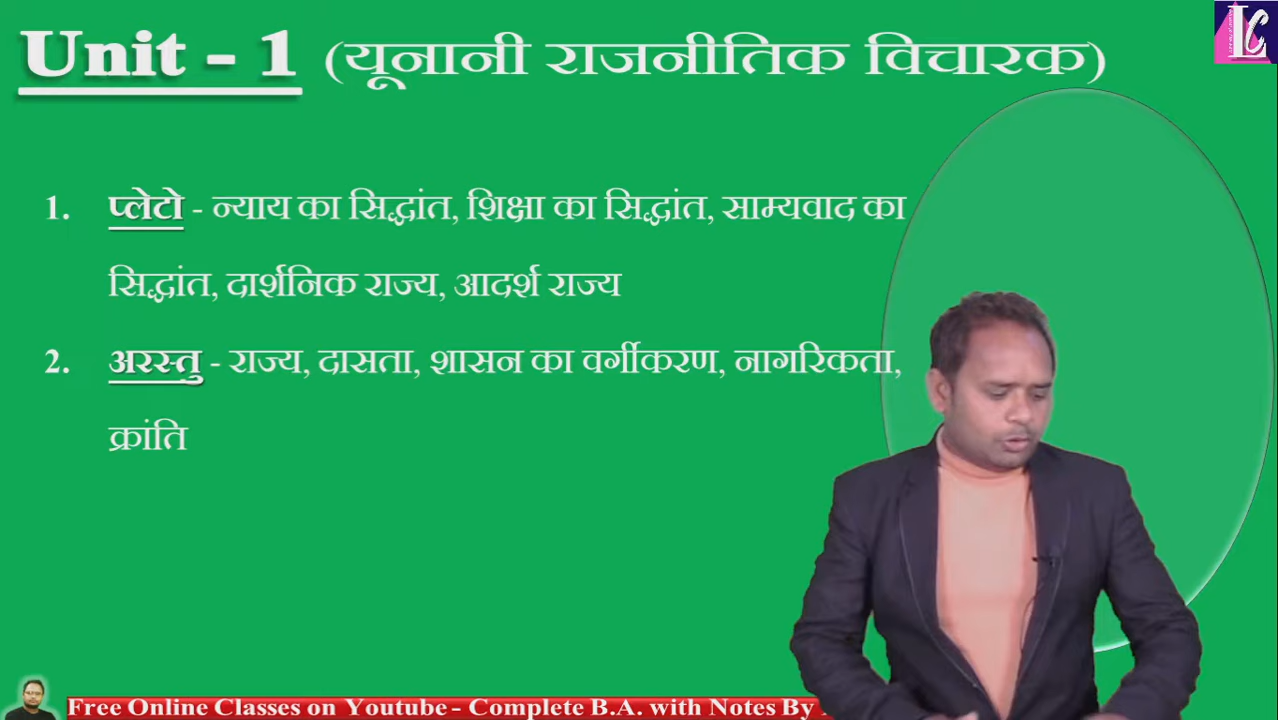 Unit - 1 (यूनानी राजनीतिक विचारक)
LC
1. प्लेटो - न्याय का सिद्धांत, शिक्षा का सिद्धांत, साम्यवाद का
सिद्धांत, दार्शनिक राज्य, आदर्श राज्य
2. अरस्तु - राज्य, दासता, शासन का वर्गीकरण, नागरिकता,
क्रांति
Free Online Classes on Youtube - Complete B.A. with Notes By